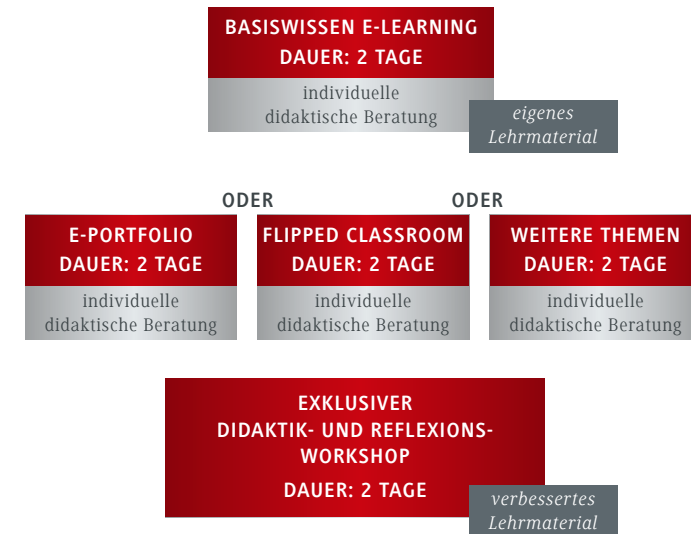 BASISWISSEN E-LEARNING
DAUER: 2 TAGE
individuelle
didaktische Beratung
eigenes
Lehrmaterial
ODER
ODER
E-PORTFOLIO
DAUER: 2 TAGE
individuelle
didaktische Beratung
FLIPPED CLASSROOM
DAUER: 2 TAGE
individuelle
didaktische Beratung
WEITERE THEMEN
DAUER: 2 TAGE
individuelle
didaktische Beratung
EXKLUSIVER
DIDAKTIK- UND REFLEXIONS-
WORKSHOP
DAUER: 2 TAGE
verbessertes
Lehrmaterial